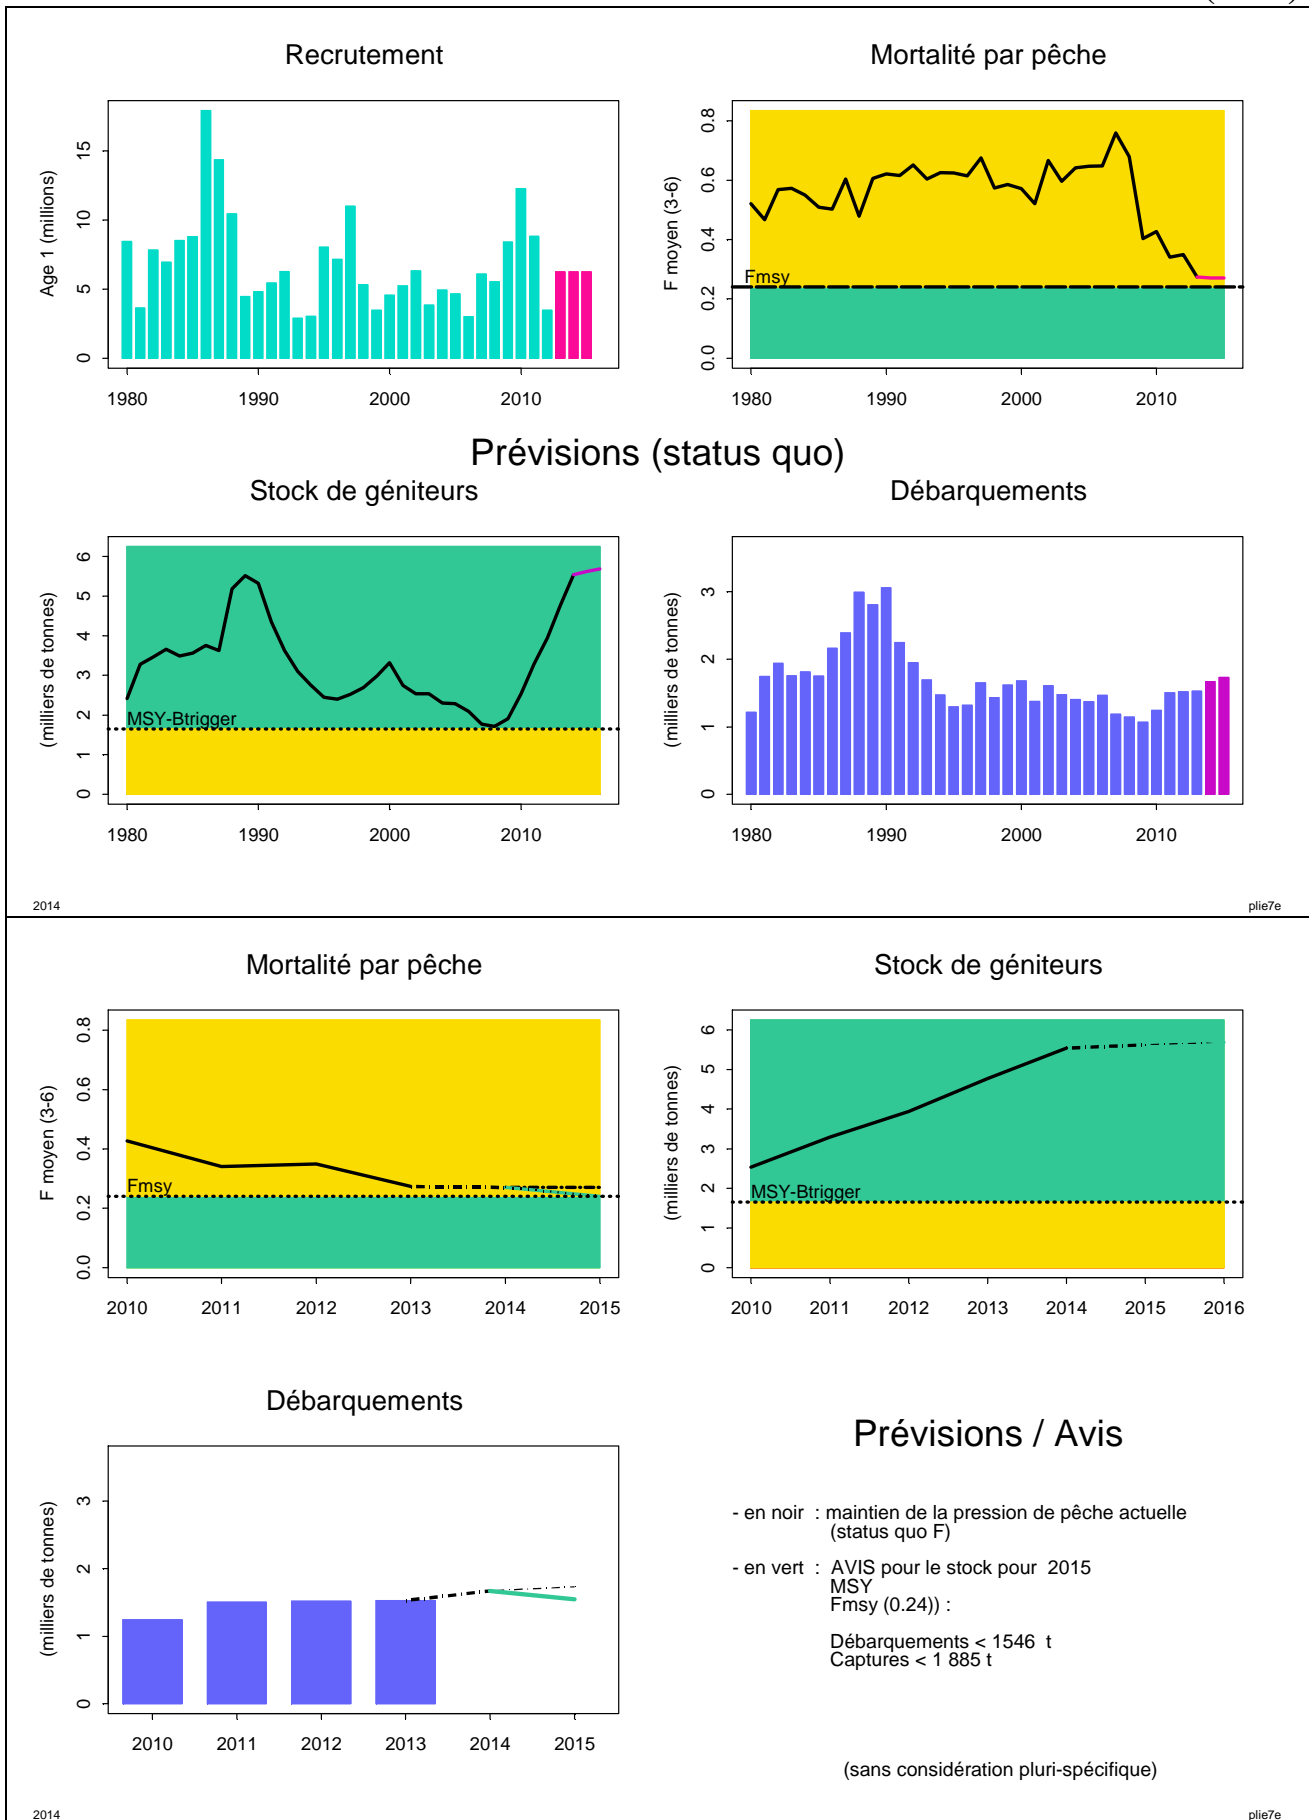 Recrutement
Age 1 (millions)
0 5 10 15
1980 1990 2000 2010
Mortalité par pêche
F moyen (3-6)
0.0 0.2 0.4 0.6 0.8
Fmsy
1980 1990 2000 2010
Prévisions (status quo)
Stock de géniteurs
(milliers de tonnes)
0 1 2 3 4 5 6
MSY-Btrigger
1980 1990 2000 2010
Débarquements
(milliers de tonnes)
0 1 2 3
1980 1990 2000 2010
2014
plie7e
Mortalité par pêche
F moyen (3-6)
0.0 0.2 0.4 0.6 0.8
Fmsy
2010 2011 2012 2013 2014 2015
Stock de géniteurs
(milliers de tonnes)
0 1 2 3 4 5 6
MSY-Btrigger
2010 2011 2012 2013 2014 2015 2016
Débarquements
(milliers de tonnes)
0 1 2 3
2010 2011 2012 2013 2014 2015
Prévisions / Avis
- en noir : maintien de la pression de pêche actuelle
(status quo F)
- en vert : AVIS pour le stock pour 2015
MSY
Fmsy (0.24)) :
Débarquements < 1546 t
Captures < 1 885 t
(sans considération pluri-spécifique)
2014
plie7e